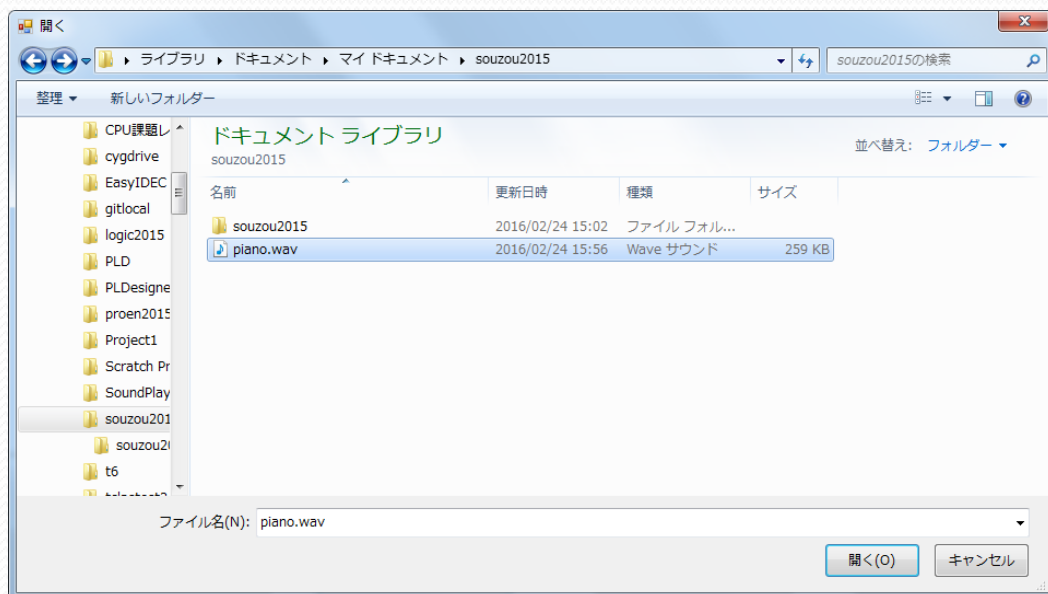 開く
ライブラリ ▸ ドキュメント ▸ マイ ドキュメント ▸ souzou2015
souzou2015の検索
整理 ▼ 新しいフォルダー
CPU課題レ
cygdrive
EasyIDEC
gitlocal
logic2015
PLD
PLDesigne
proen2015
Project1
Scratch Pr
SoundPlay
souzou201
souzou2
t6
ドキュメント ライブラリ
souzou2015
並べ替え: フォルダー ▼
名前 更新日時 種類 サイズ
souzou2015 2016/02/24 15:02 ファイル フォル...
piano.wav 2016/02/24 15:56 Wave サウンド 259 KB
ファイル名(N): piano.wav
開く(O) キャンセル